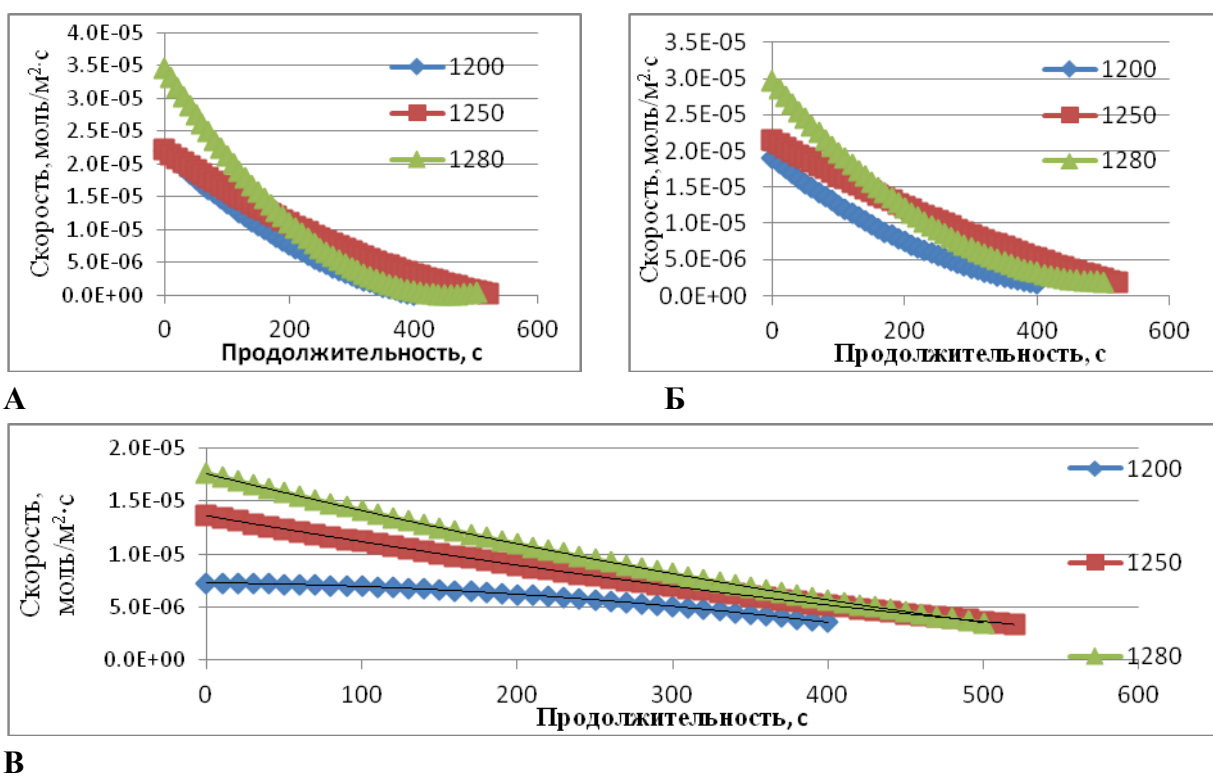 Скорость, моль/м²·с
4.0E-05
3.5E-05
3.0E-05
2.5E-05
2.0E-05
1.5E-05
1.0E-05
5.0E-06
0.0E+00
1200
1250
1280
0 200 400 600
Продолжительность, с
А
Скорость, моль/м²·с
3.5E-05
3.0E-05
2.5E-05
2.0E-05
1.5E-05
1.0E-05
5.0E-06
0.0E+00
1200
1250
1280
0 200 400 600
Продолжительность, с
Б
Скорость,
моль/м²·с
2.0E-05
1.5E-05
1.0E-05
5.0E-06
0.0E+00
1200
1250
1280
0 100 200 300 400 500 600
Продолжительность, с
В